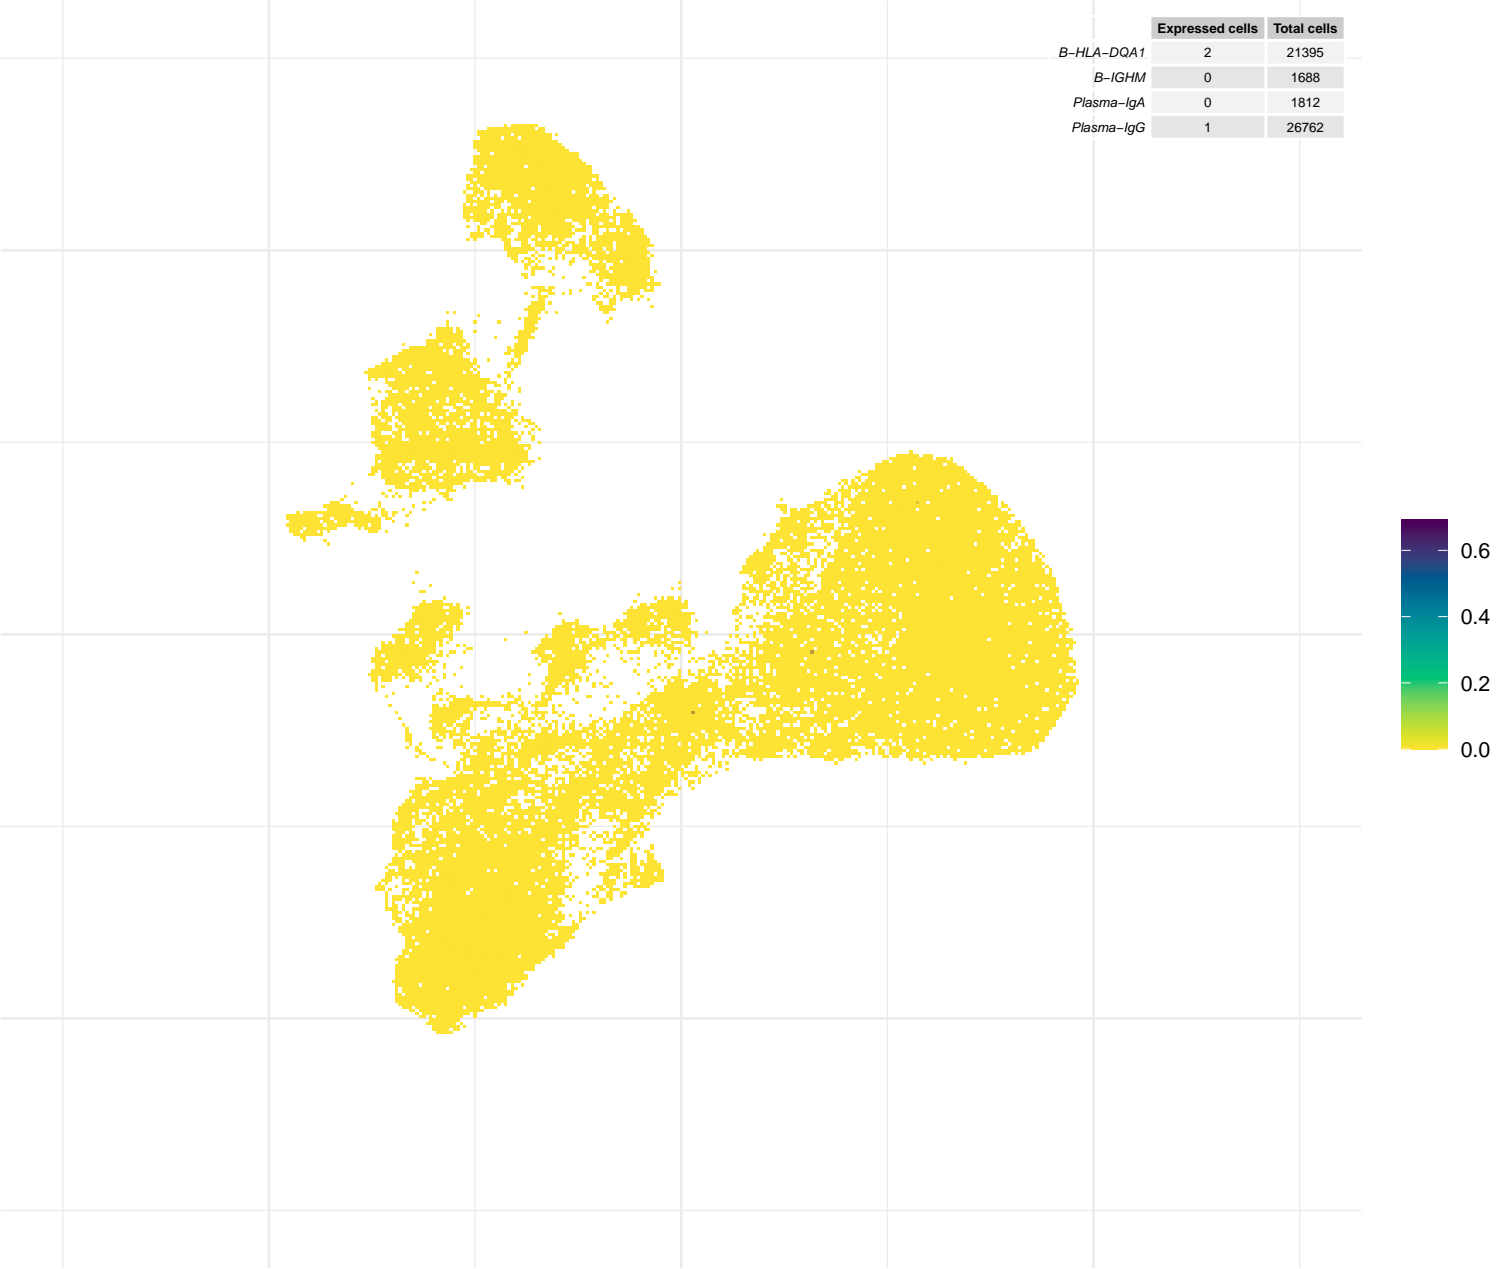 Expressed cells Total cells
B−HLA−DQA1 2 21395
B−IGHM 0 1688
Plasma−IgA 0 1812
Plasma−IgG 1 26762
0.6
0.4
0.2
0.0